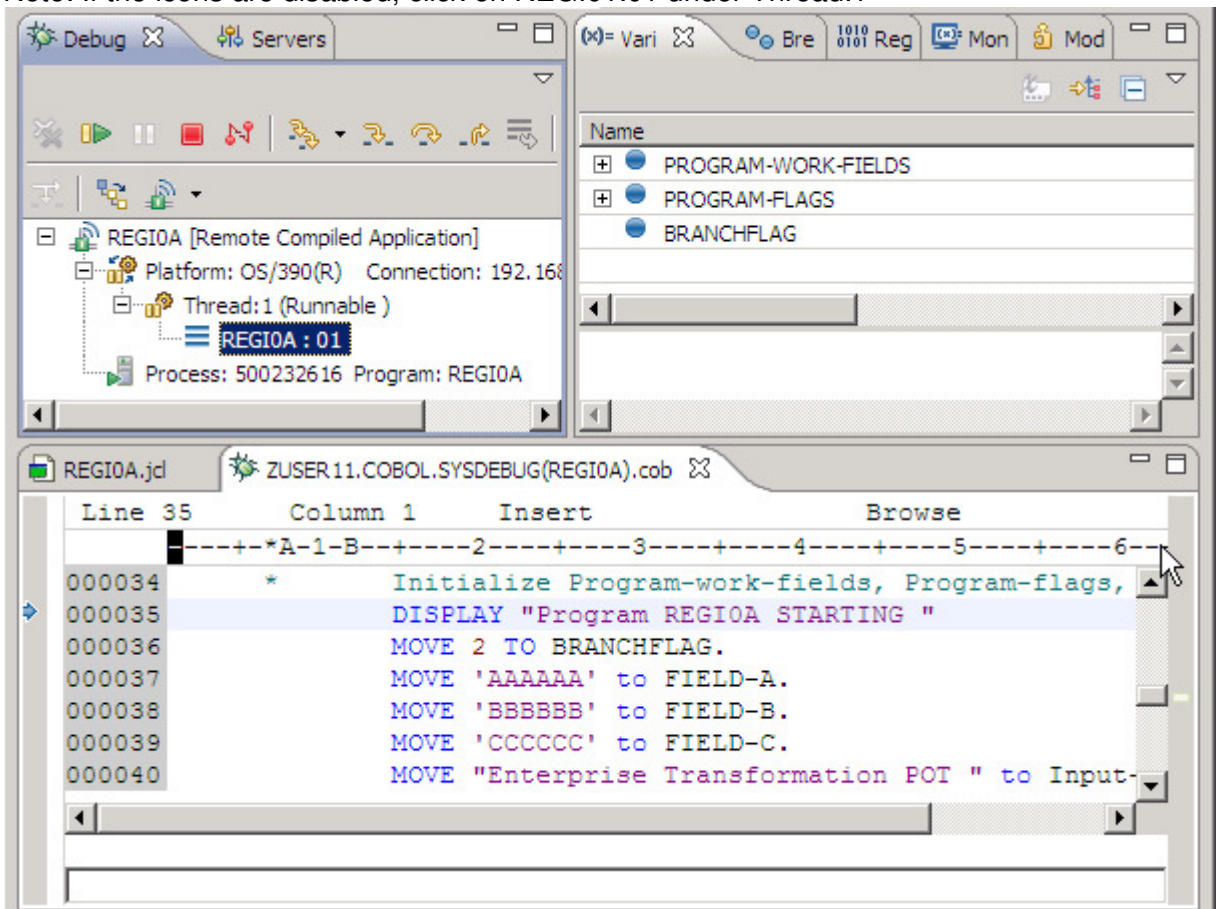 Debug Servers
(x)= Vari Bre 1010 0101 Reg Mon Mod
Name
PROGRAM-WORK-FIELDS
PROGRAM-FLAGS
BRANCHFLAG
REGI0A [Remote Compiled Application]
Platform: OS/390(R) Connection: 192.168
Thread:1 (Runnable )
REGI0A : 01
Process: 500232616 Program: REGI0A
REGI0A.jcl ZUSER11.COBOL.SYSDEBUG(REGI0A).cob
Line 35 Column 1 Insert Browse
----+-*A-1-B--+----2----+----3----+----4----+----5----+----6--
000034 * Initialize Program-work-fields, Program-flags,
000035 DISPLAY "Program REGI0A STARTING "
000036 MOVE 2 TO BRANCHFLAG.
000037 MOVE 'AAAAAA' to FIELD-A.
000038 MOVE 'BBBBBB' to FIELD-B.
000039 MOVE 'CCCCCC' to FIELD-C.
000040 MOVE "Enterprise Transformation POT " to Input-